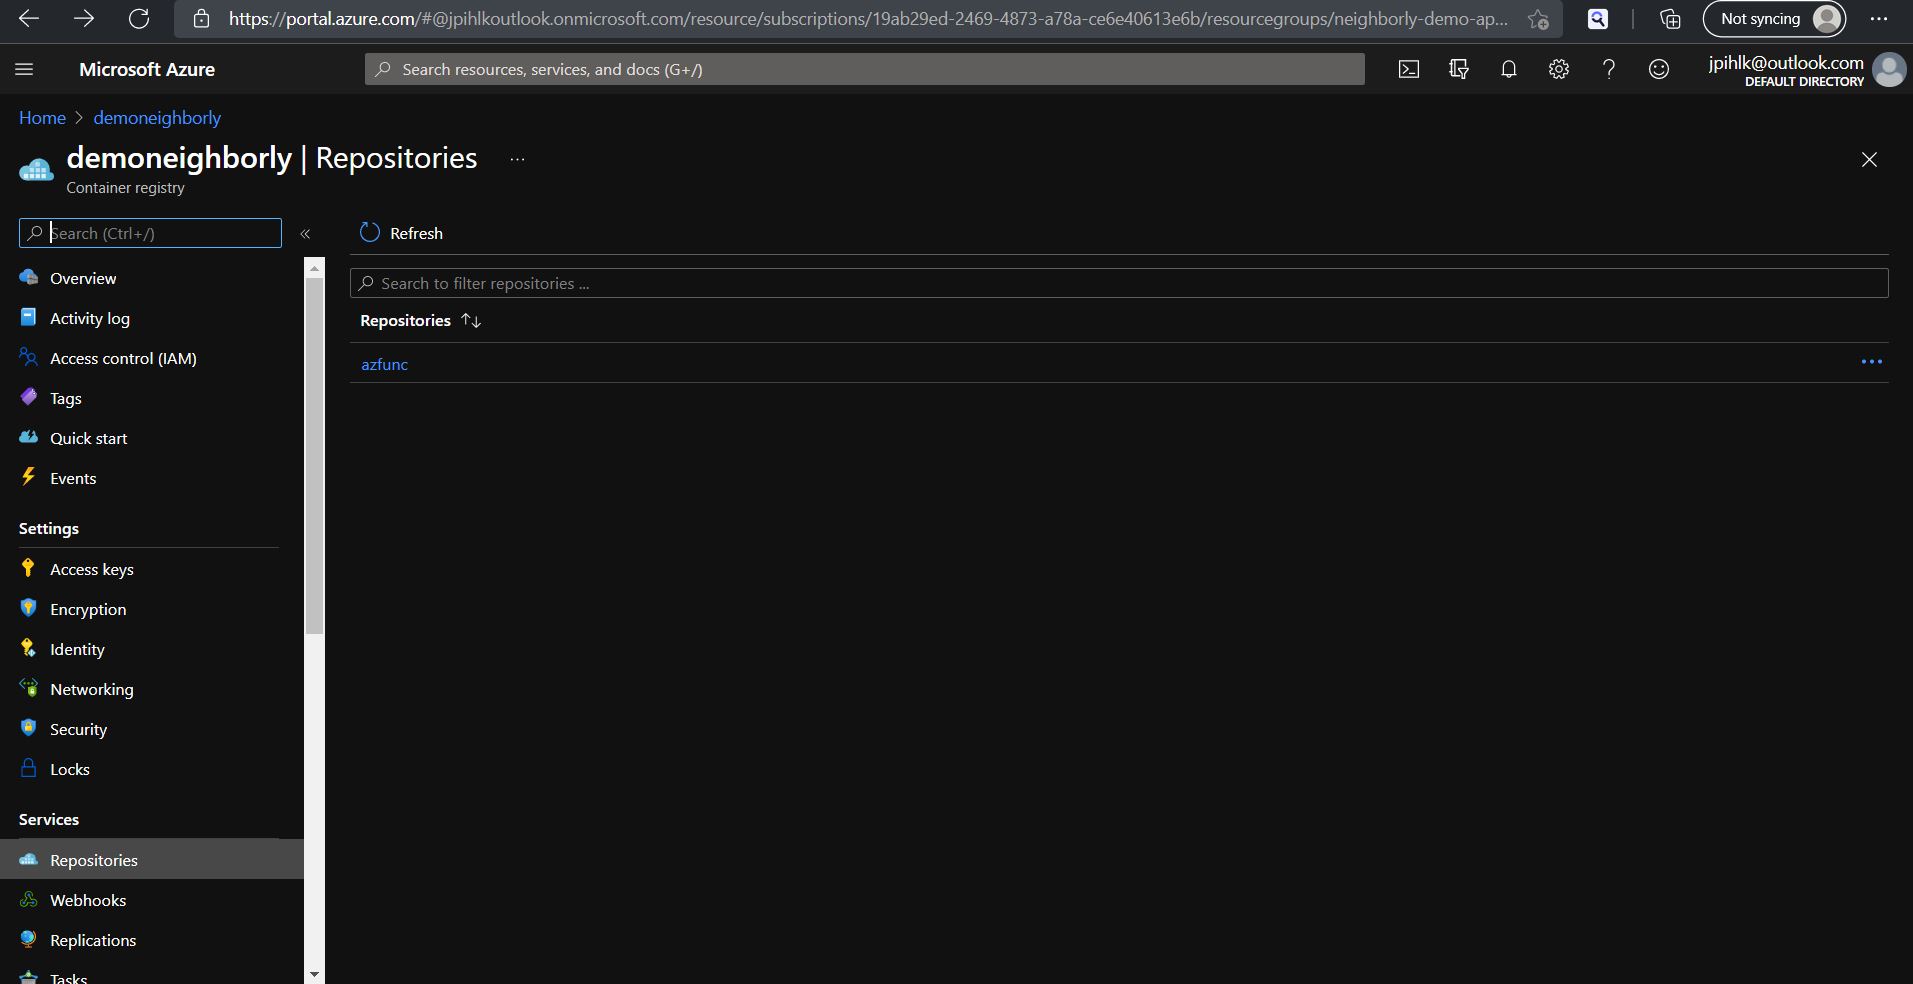 https://portal.azure.com/#@jpihlkoutlook.onmicrosoft.com/resource/subscriptions/19ab29ed-2469-4873-a78a-ce6e40613e6b/resourcegroups/neighborly-demo-ap...
Not syncing
Microsoft Azure
Search resources, services, and docs (G+/)
jpihlk@outlook.com
DEFAULT DIRECTORY
Home > demoneighborly
demoneighborly | Repositories ...
Container registry
Search (Ctrl+/)
«
Refresh
Overview
Search to filter repositories ...
Activity log
Repositories
Access control (IAM)
azfunc
Tags
Quick start
Events
Settings
Access keys
Encryption
Identity
Networking
Security
Locks
Services
Repositories
Webhooks
Replications
Tasks